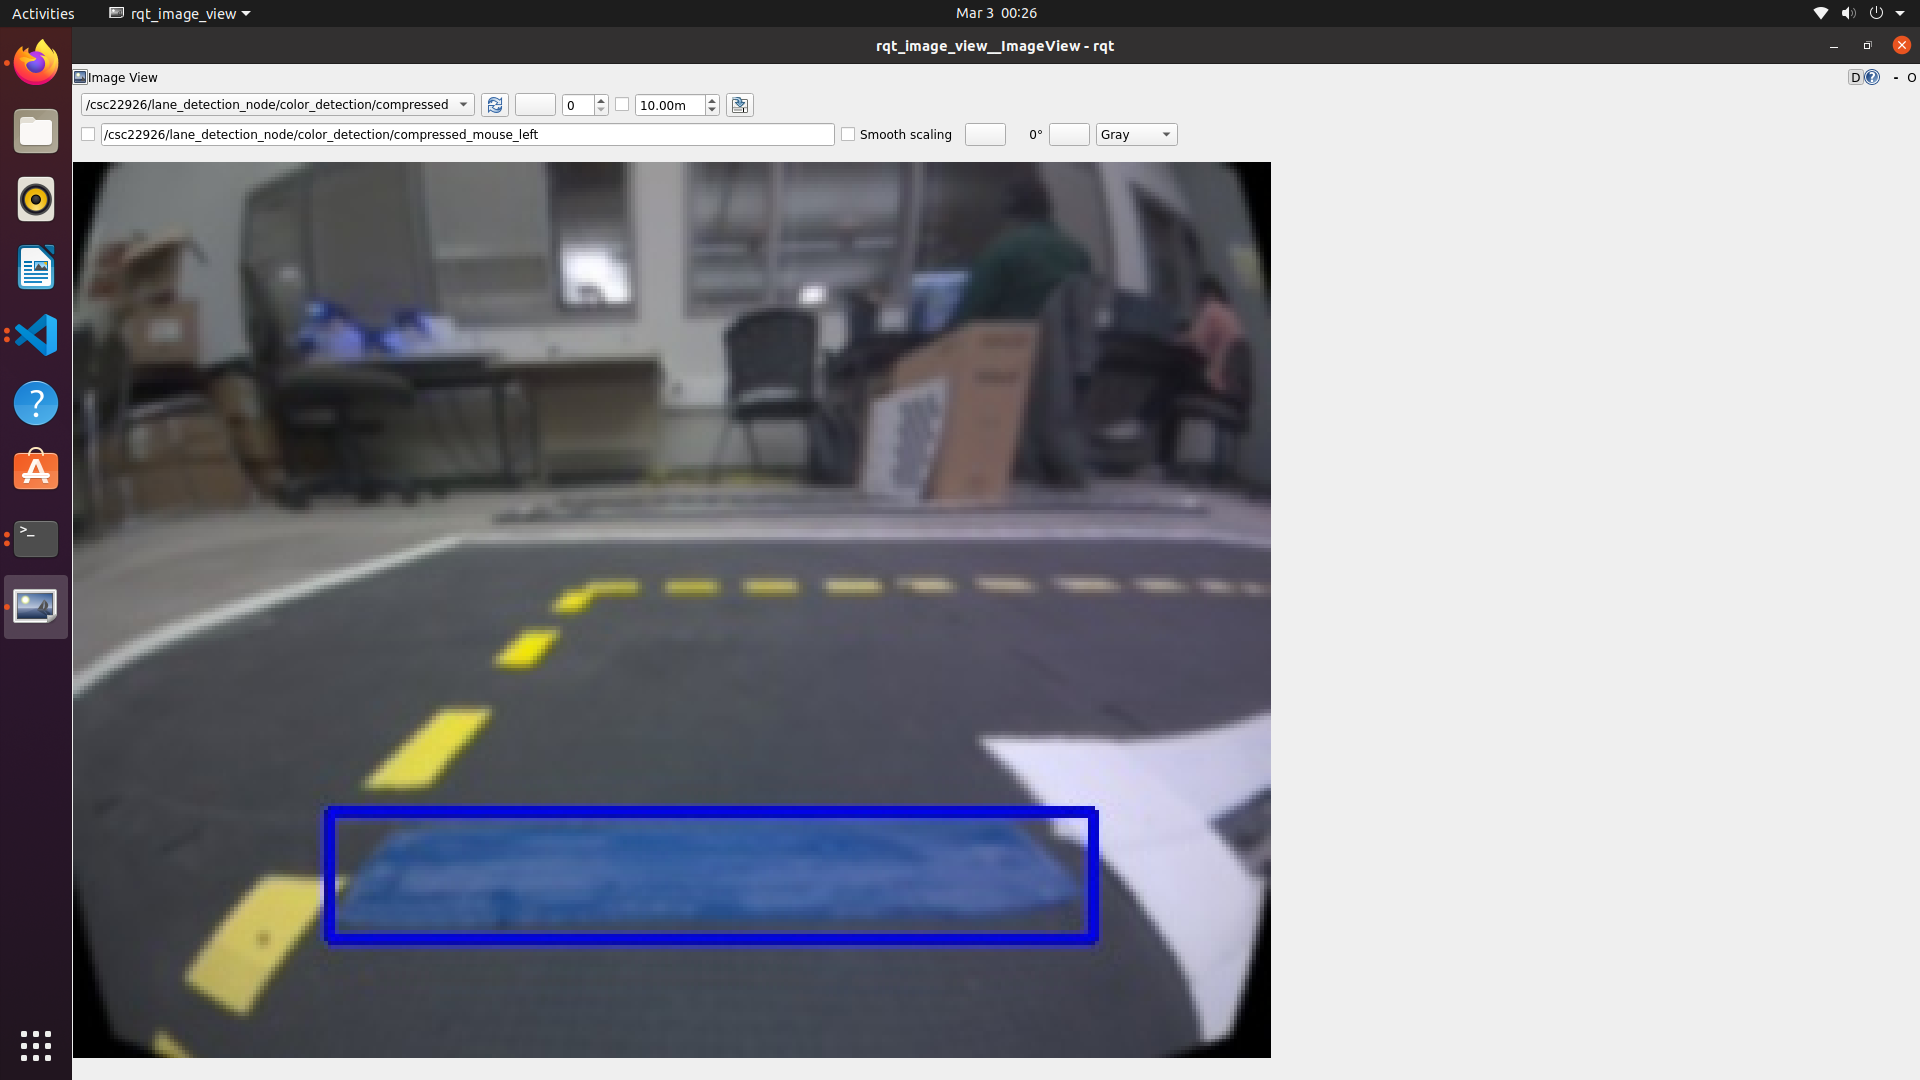 Activities
rqt_image_view
Mar 3 00:26
rqt_image_view__ImageView - rqt
Image View
D
?
- O
/csc22926/lane_detection_node/color_detection/compressed
0
10.00m
/csc22926/lane_detection_node/color_detection/compressed_mouse_left
Smooth scaling
0°
Gray
?
A
>_